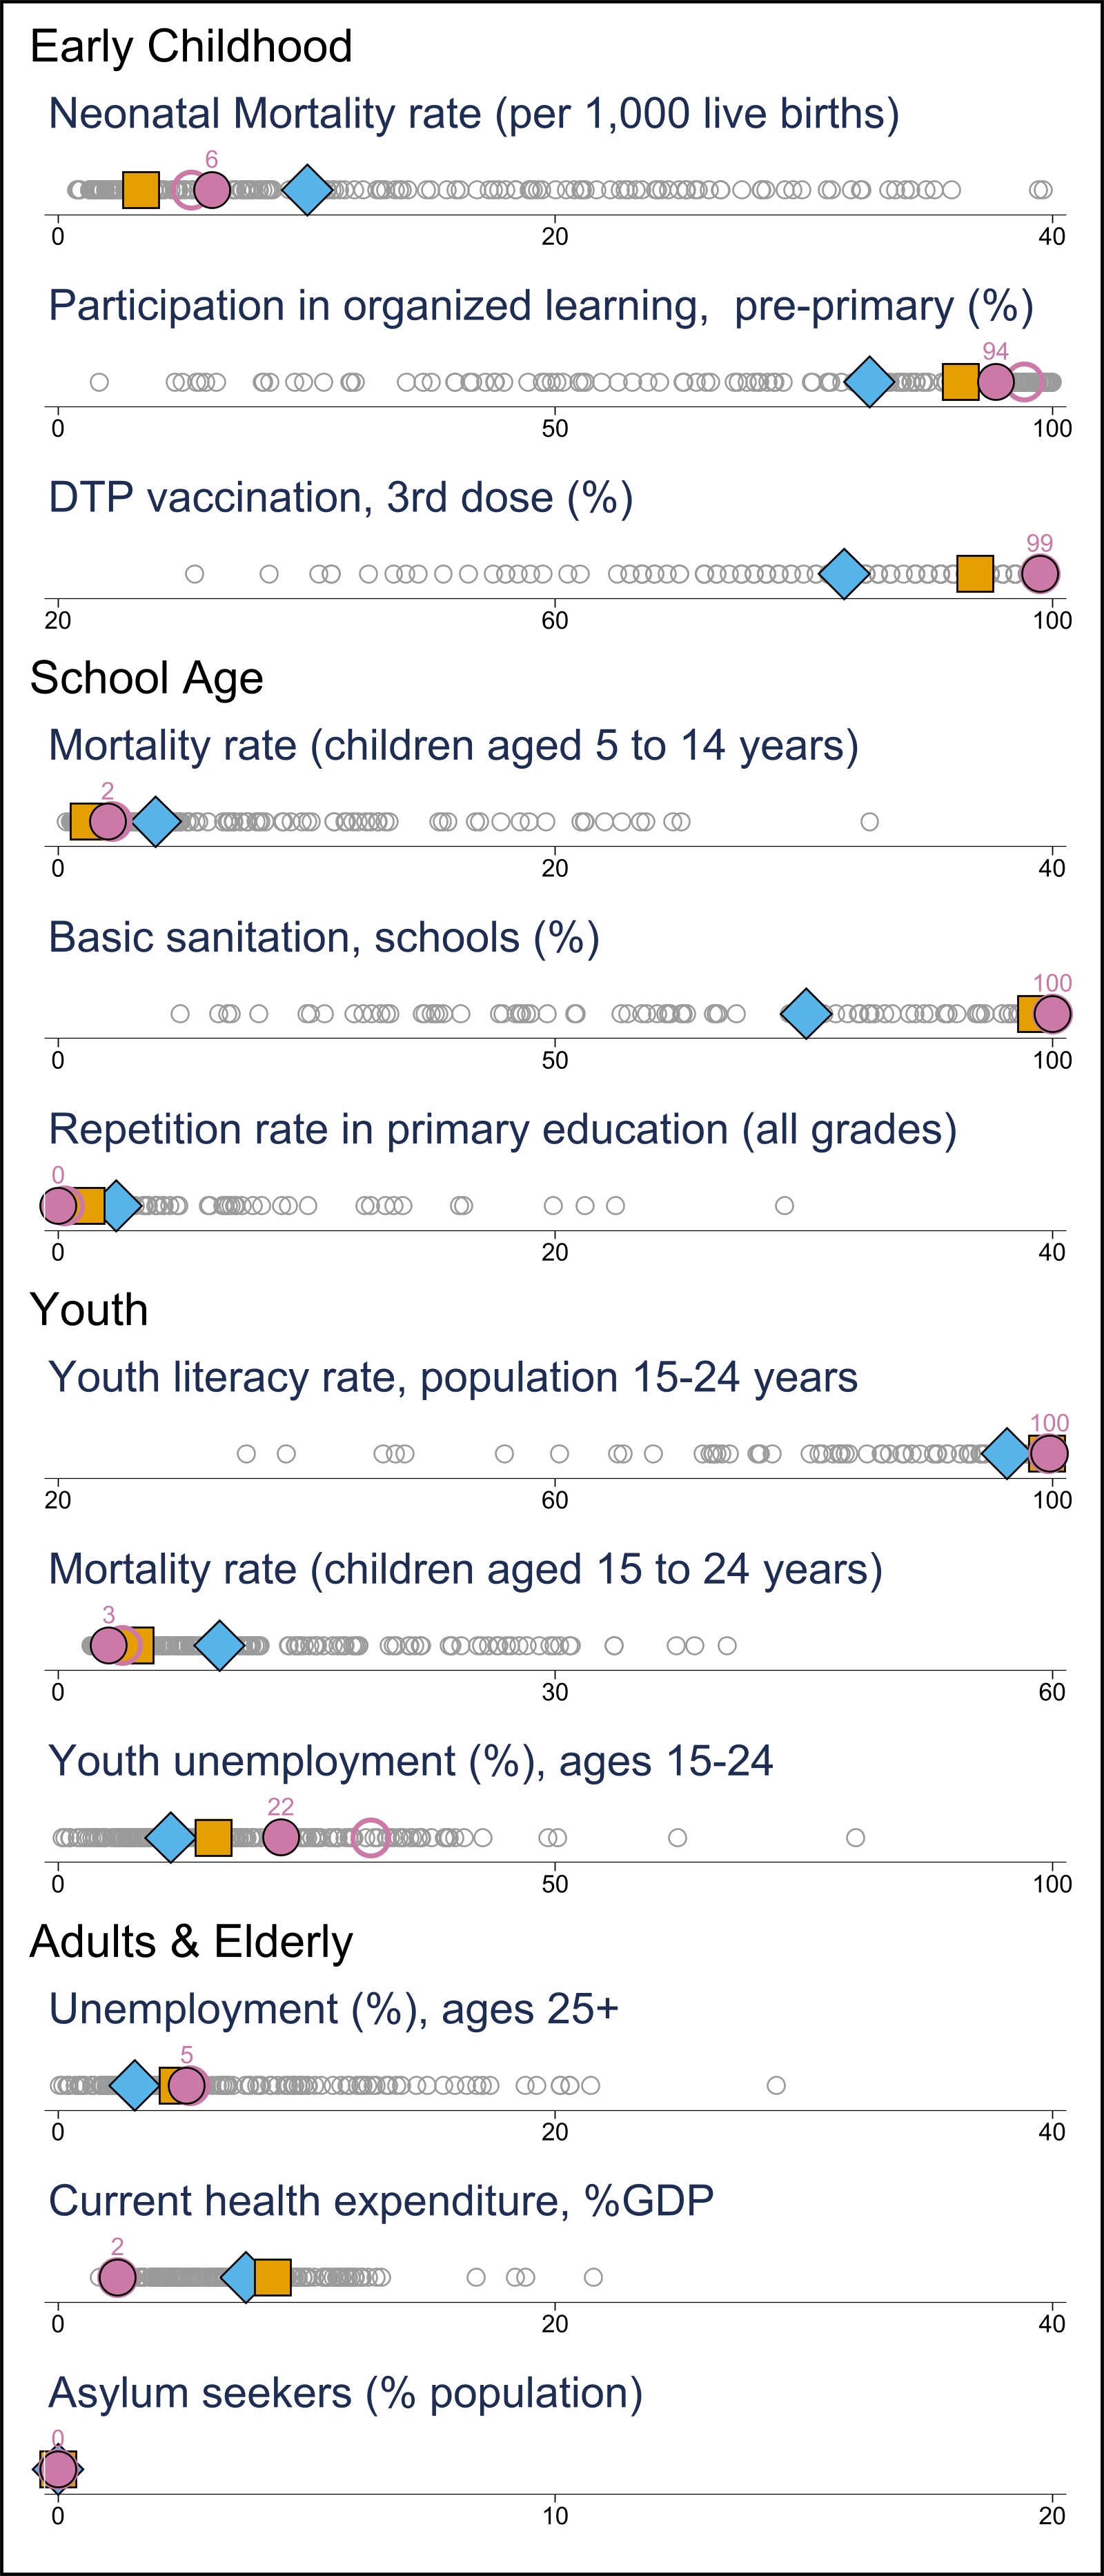 Early Childhood
Neonatal Mortality rate (per 1,000 live births)
6
0 20 40
Participation in organized learning,  pre-primary (%)
94
0 50 100
DTP vaccination, 3rd dose (%)
99
20 60 100
School Age
Mortality rate (children aged 5 to 14 years)
2
0 20 40
Basic sanitation, schools (%)
100
0 50 100
Repetition rate in primary education (all grades)
0
0 20 40
Youth
Youth literacy rate, population 15-24 years
100
20 60 100
Mortality rate (children aged 15 to 24 years)
3
0 30 60
Youth unemployment (%), ages 15-24
22
0 50 100
Adults & Elderly
Unemployment (%), ages 25+
5
0 20 40
Current health expenditure, %GDP
2
0 20 40
Asylum seekers (% population)
0
0 10 20